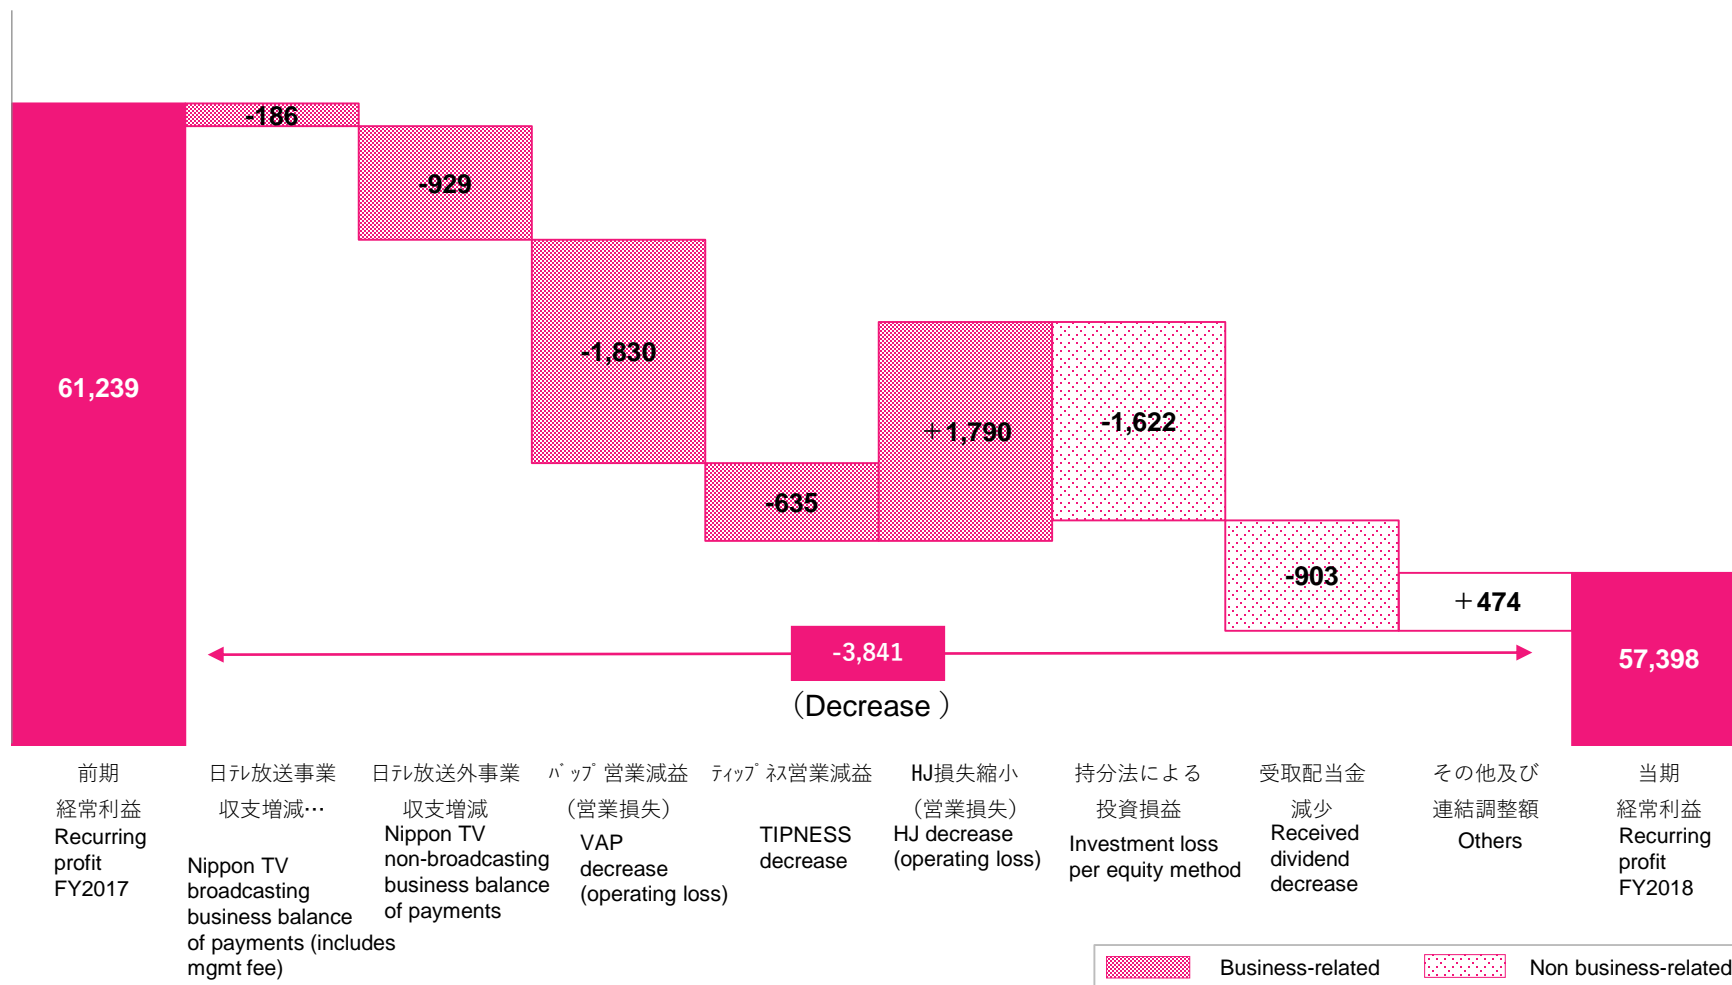 -186
-929
-1,830
-635
＋1,790
-1,622
-903
＋474
61,239
57,398
-3,841
（Decrease ）
前期
経常利益
Recurring
profit
FY2017
日ﾃﾚ放送事業
収支増減…
Nippon TV
broadcasting
business balance
of payments (includes
mgmt fee)
日ﾃﾚ放送外事業
収支増減
Nippon TV
non-broadcasting
business balance
of payments
ﾊﾞｯﾌﾟ営業減益
（営業損失）
VAP
decrease
(operating loss)
ﾃｨｯﾌﾟﾈｽ営業減益
TIPNESS
decrease
HJ損失縮小
（営業損失）
HJ decrease
(operating loss)
持分法による
投資損益
Investment loss
per equity method
受取配当金
減少
Received
dividend
decrease
その他及び
連結調整額
Others
当期
経常利益
Recurring
profit
FY2018
Business-related
Non business-related